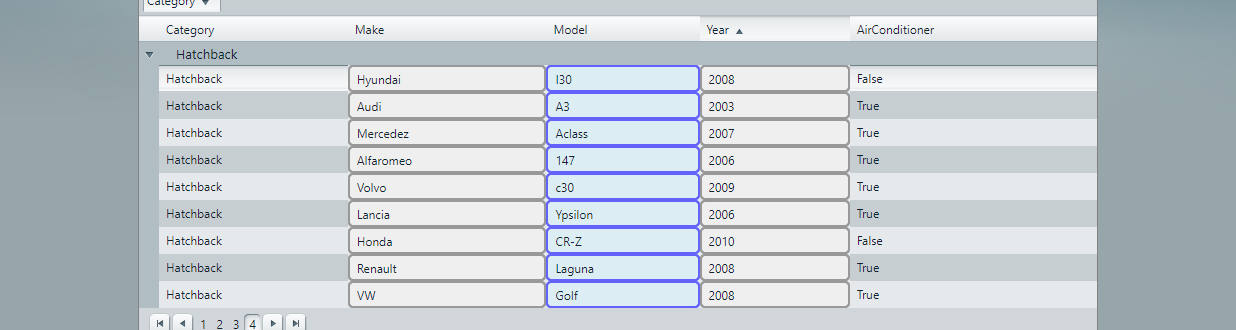 Category
Category Make Model Year AirConditioner
Hatchback
Hatchback Hyundai I30 2008 False
Hatchback Audi A3 2003 True
Hatchback Mercedez Aclass 2007 True
Hatchback Alfaromeo 147 2006 True
Hatchback Volvo c30 2009 True
Hatchback Lancia Ypsilon 2006 True
Hatchback Honda CR-Z 2010 False
Hatchback Renault Laguna 2008 True
Hatchback VW Golf 2008 True
1 2 3 4